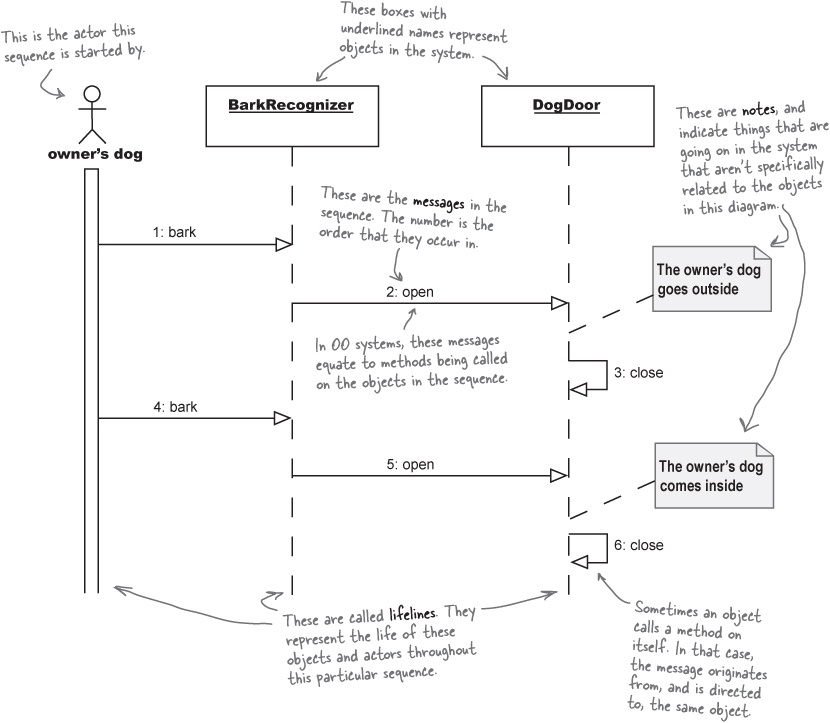 This is the actor this
sequence is started by.
These boxes with
underlined names represent
objects in the system.
owner's dog
BarkRecognizer
DogDoor
These are notes, and
indicate things that are
going on in the system
that aren't specifically
related to the objects
in this diagram.
These are the messages in the
sequence. The number is the
order that they occur in.
1: bark
2: open
The owner's dog
goes outside
In OO systems, these messages
equate to methods being called
on the objects in the sequence.
3: close
4: bark
5: open
The owner's dog
comes inside
6: close
These are called lifelines. They
represent the life of these
objects and actors throughout
this particular sequence.
Sometimes an object
calls a method on
itself. In that case,
the message originates
from, and is directed
to, the same object.